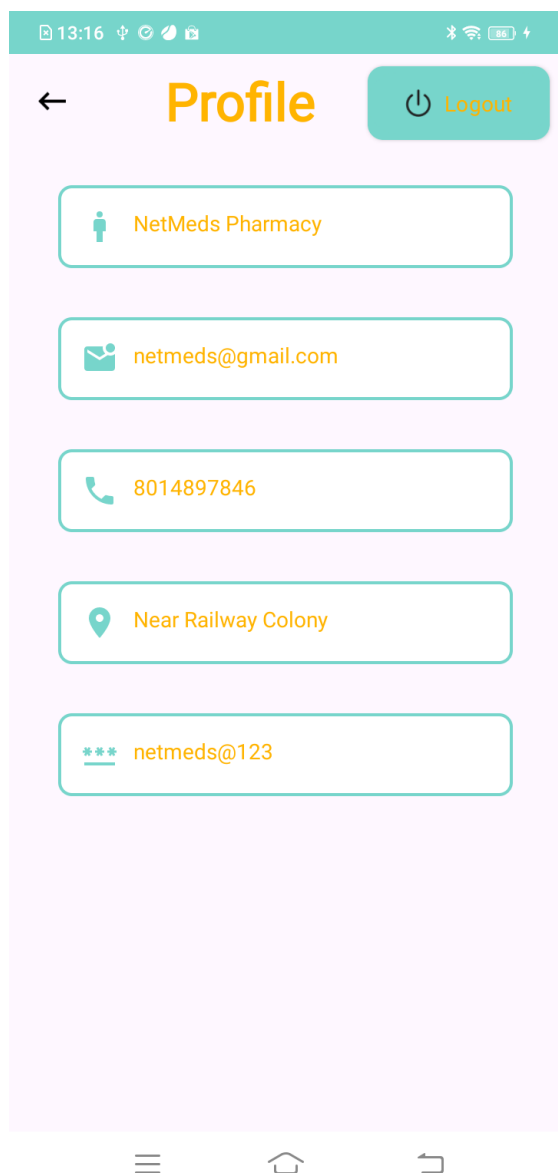 13:16
86
Profile
Logout
NetMeds Pharmacy
netmeds@gmail.com
8014897846
Near Railway Colony
*** netmeds@123